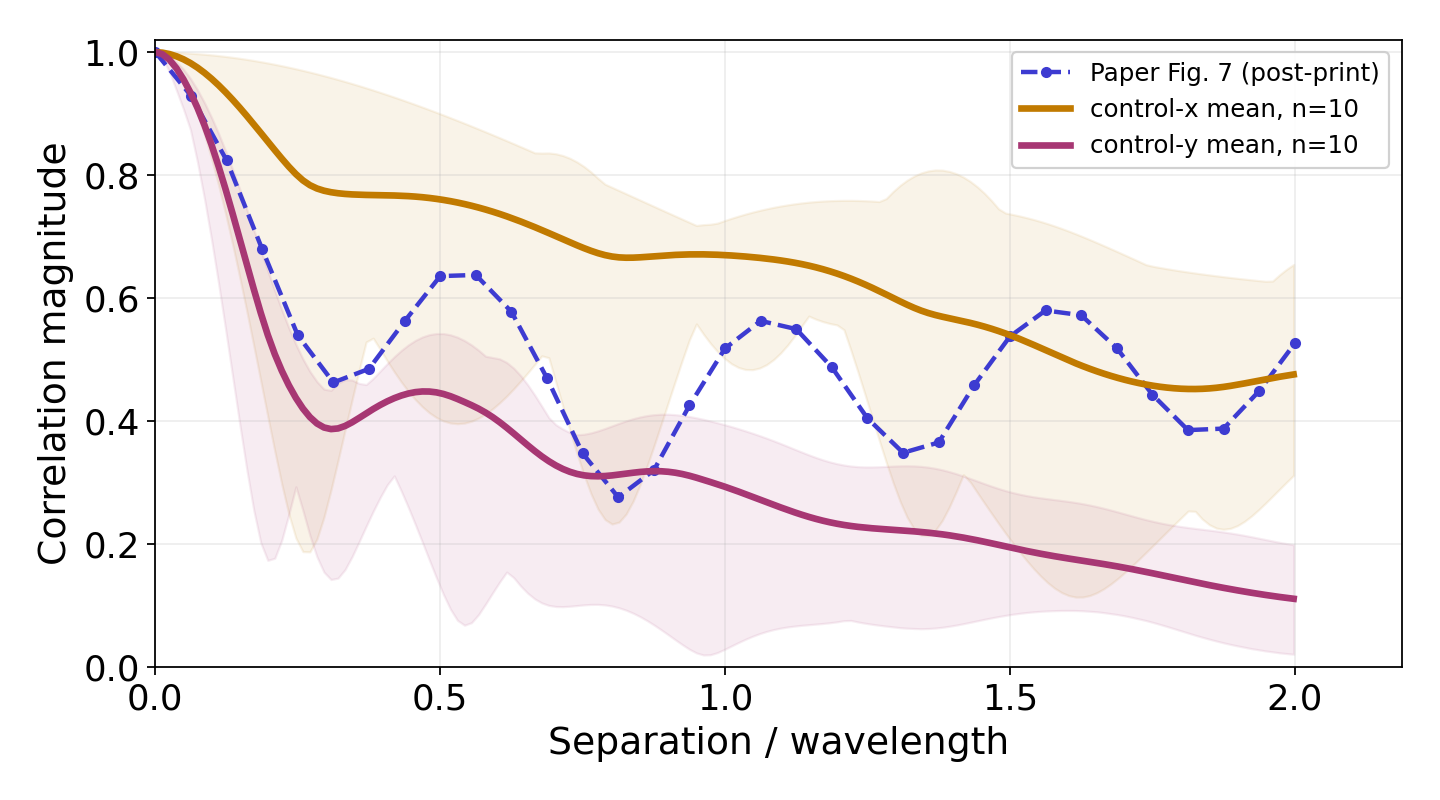 Correlation magnitude
1.0
0.8
0.6
0.4
0.2
0.0
Paper Fig. 7 (post-print)
control-x mean, n=10
control-y mean, n=10
0.0 0.5 1.0 1.5 2.0
Separation / wavelength